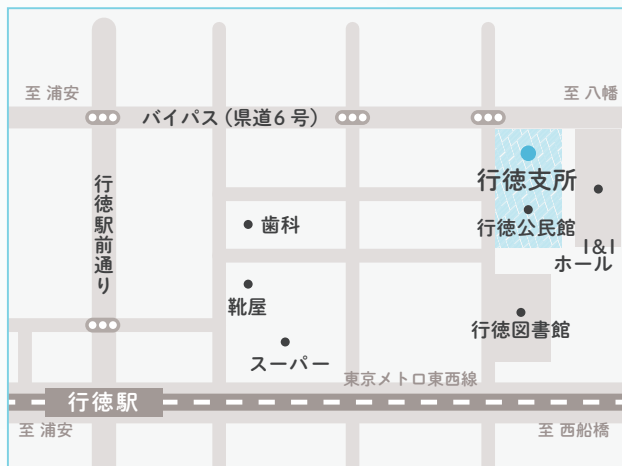 至 浦安
至 八幡
バイパス（県道6号）
行徳駅前通り
行徳支所
行徳公民館
I&I
ホール
歯科
靴屋
スーパー
行徳図書館
東京メトロ東西線
行徳駅
至 浦安
至 西船橋